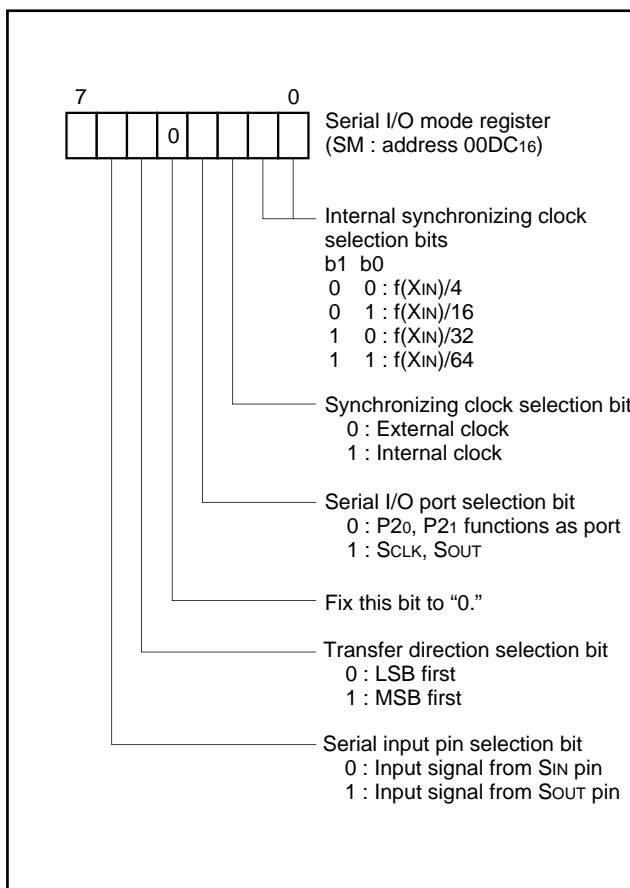 7 0
0
Serial I/O mode register
(SM : address 00DC16)
Internal synchronizing clock
selection bits
b1 b0
0 0 : f(XIN)/4
0 1 : f(XIN)/16
1 0 : f(XIN)/32
1 1 : f(XIN)/64
Synchronizing clock selection bit
0 : External clock
1 : Internal clock
Serial I/O port selection bit
0 : P20, P21 functions as port
1 : SCLK, SOUT
Fix this bit to “0.”
Transfer direction selection bit
0 : LSB first
1 : MSB first
Serial input pin selection bit
0 : Input signal from SIN pin
1 : Input signal from SOUT pin